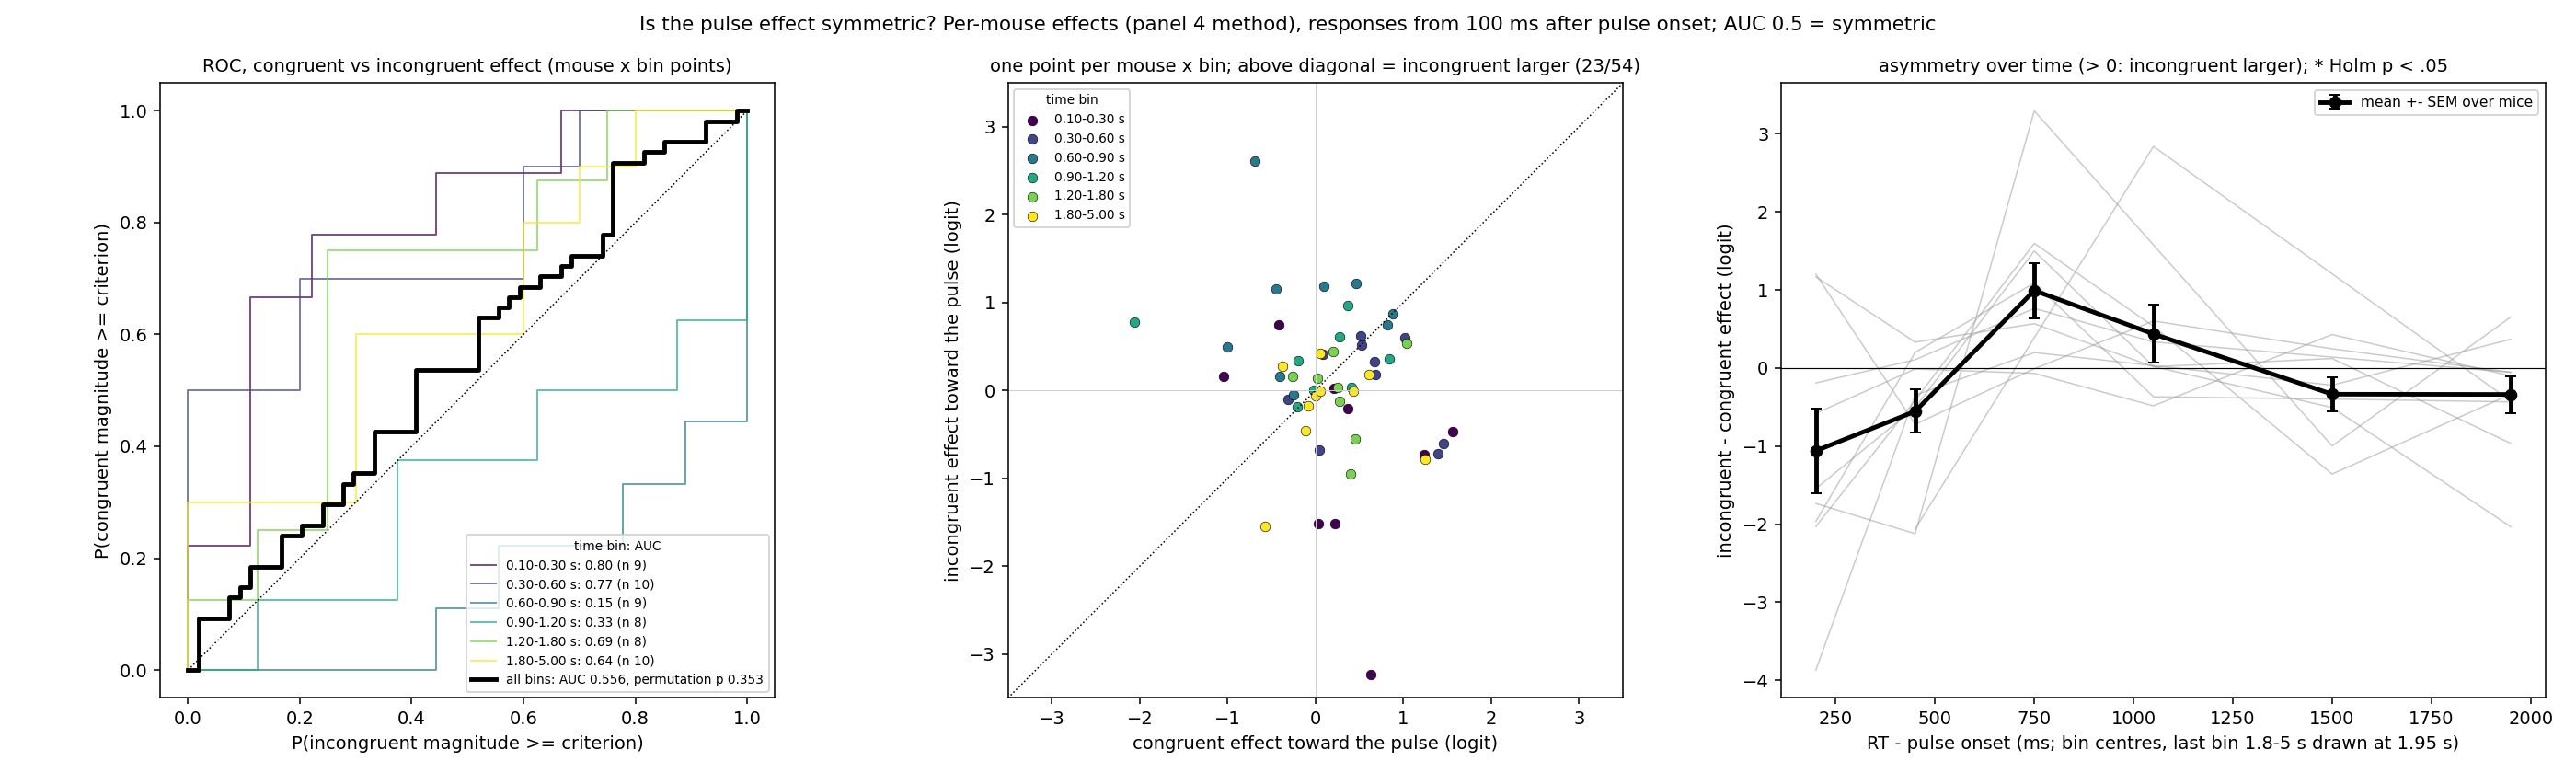 Is the pulse effect symmetric? Per-mouse effects (panel 4 method), responses from 100 ms after pulse onset; AUC 0.5 = symmetric
ROC, congruent vs incongruent effect (mouse x bin points)
P(congruent magnitude >= criterion)
1.0
0.8
0.6
0.4
0.2
0.0
time bin: AUC
0.10-0.30 s: 0.80 (n 9)
0.30-0.60 s: 0.77 (n 10)
0.60-0.90 s: 0.15 (n 9)
0.90-1.20 s: 0.33 (n 8)
1.20-1.80 s: 0.69 (n 8)
1.80-5.00 s: 0.64 (n 10)
all bins: AUC 0.556, permutation p 0.353
0.0 0.2 0.4 0.6 0.8 1.0
P(incongruent magnitude >= criterion)
one point per mouse x bin; above diagonal = incongruent larger (23/54)
incongruent effect toward the pulse (logit)
3
2
1
0
−1
−2
−3
time bin
0.10-0.30 s
0.30-0.60 s
0.60-0.90 s
0.90-1.20 s
1.20-1.80 s
1.80-5.00 s
−3 −2 −1 0 1 2 3
congruent effect toward the pulse (logit)
asymmetry over time (> 0: incongruent larger); * Holm p < .05
incongruent - congruent effect (logit)
3
2
1
0
−1
−2
−3
−4
mean +- SEM over mice
250 500 750 1000 1250 1500 1750 2000
RT - pulse onset (ms; bin centres, last bin 1.8-5 s drawn at 1.95 s)